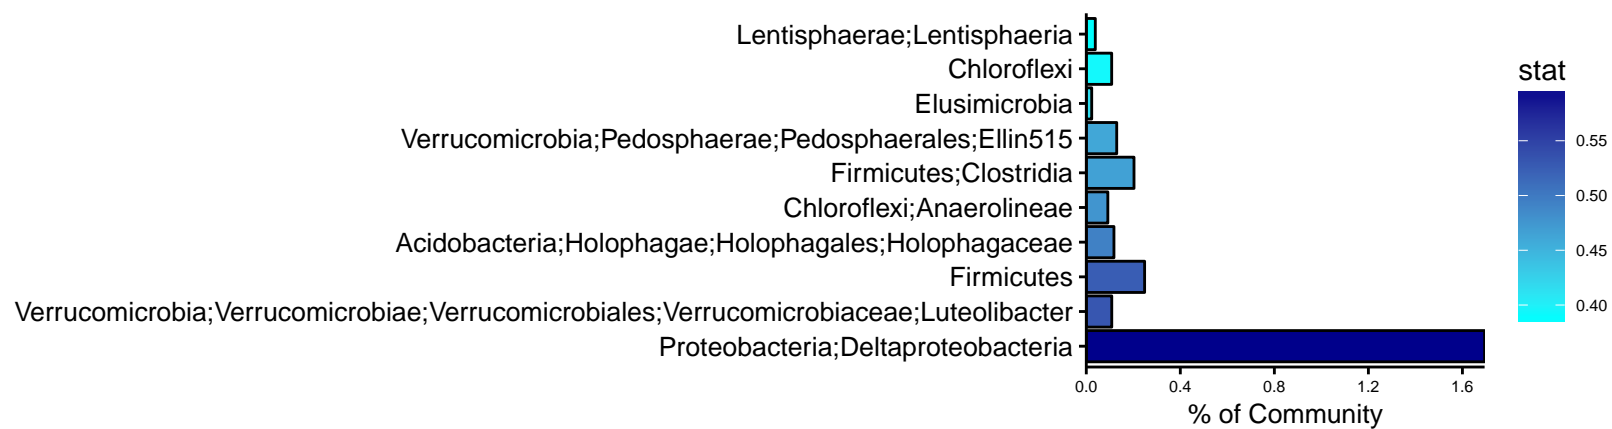 Lentisphaerae;Lentisphaeria
Chloroflexi
Elusimicrobia
Verrucomicrobia;Pedosphaerae;Pedosphaerales;Ellin515
Firmicutes;Clostridia
Chloroflexi;Anaerolineae
Acidobacteria;Holophagae;Holophagales;Holophagaceae
Firmicutes
Verrucomicrobia;Verrucomicrobiae;Verrucomicrobiales;Verrucomicrobiaceae;Luteolibacter
Proteobacteria;Deltaproteobacteria
0.0 0.4 0.8 1.2 1.6
% of Community
stat
0.55
0.50
0.45
0.40